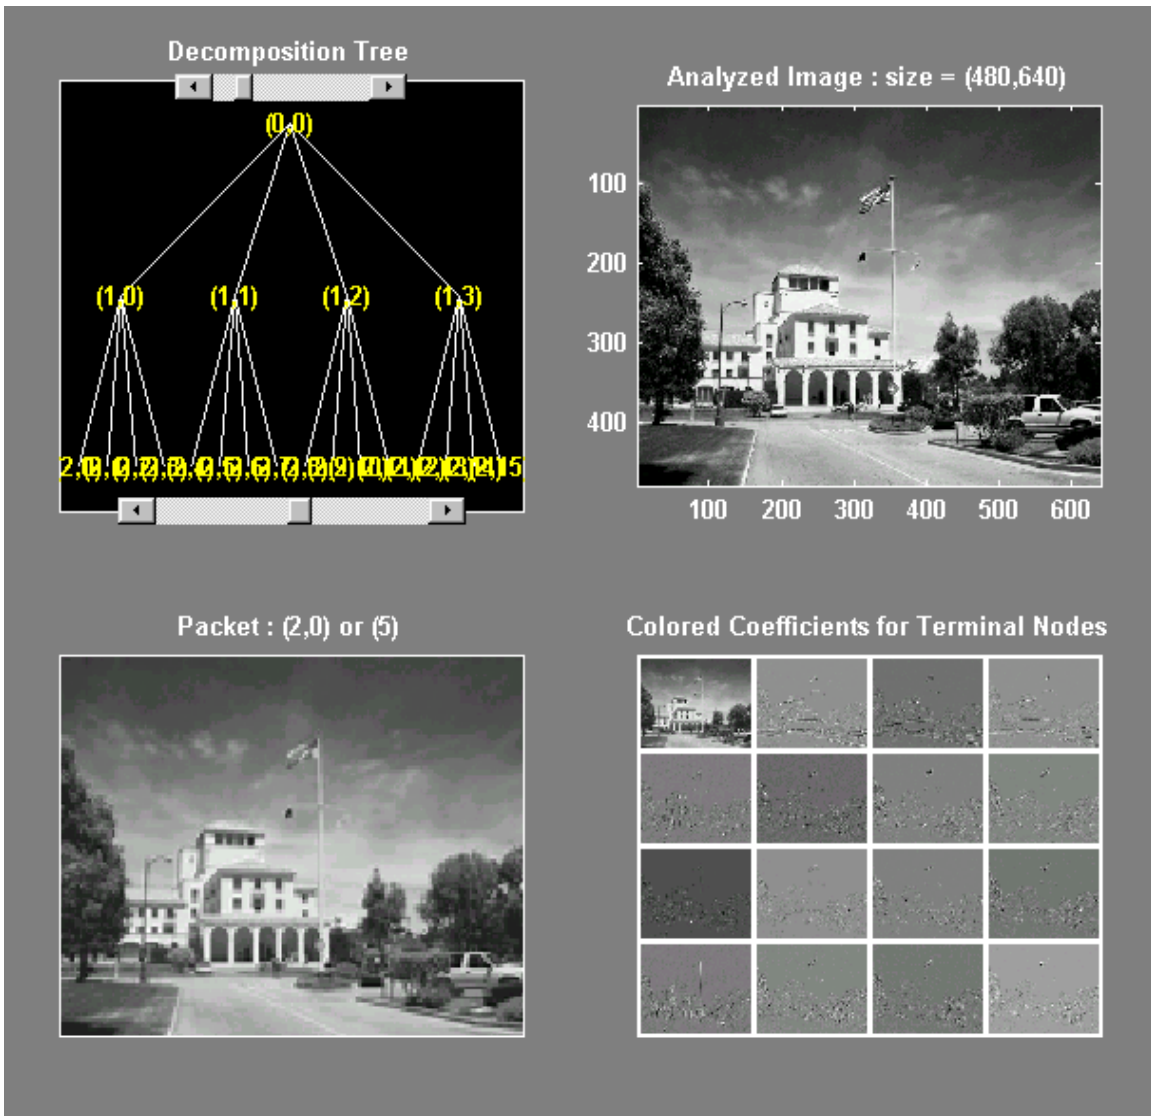 Decomposition Tree
(0,0)
(1,0) (1,1) (1,2) (1,3)
Analyzed Image : size = (480,640)
100
200
300
400
100 200 300 400 500 600
Packet : (2,0) or (5)
Colored Coefficients for Terminal Nodes